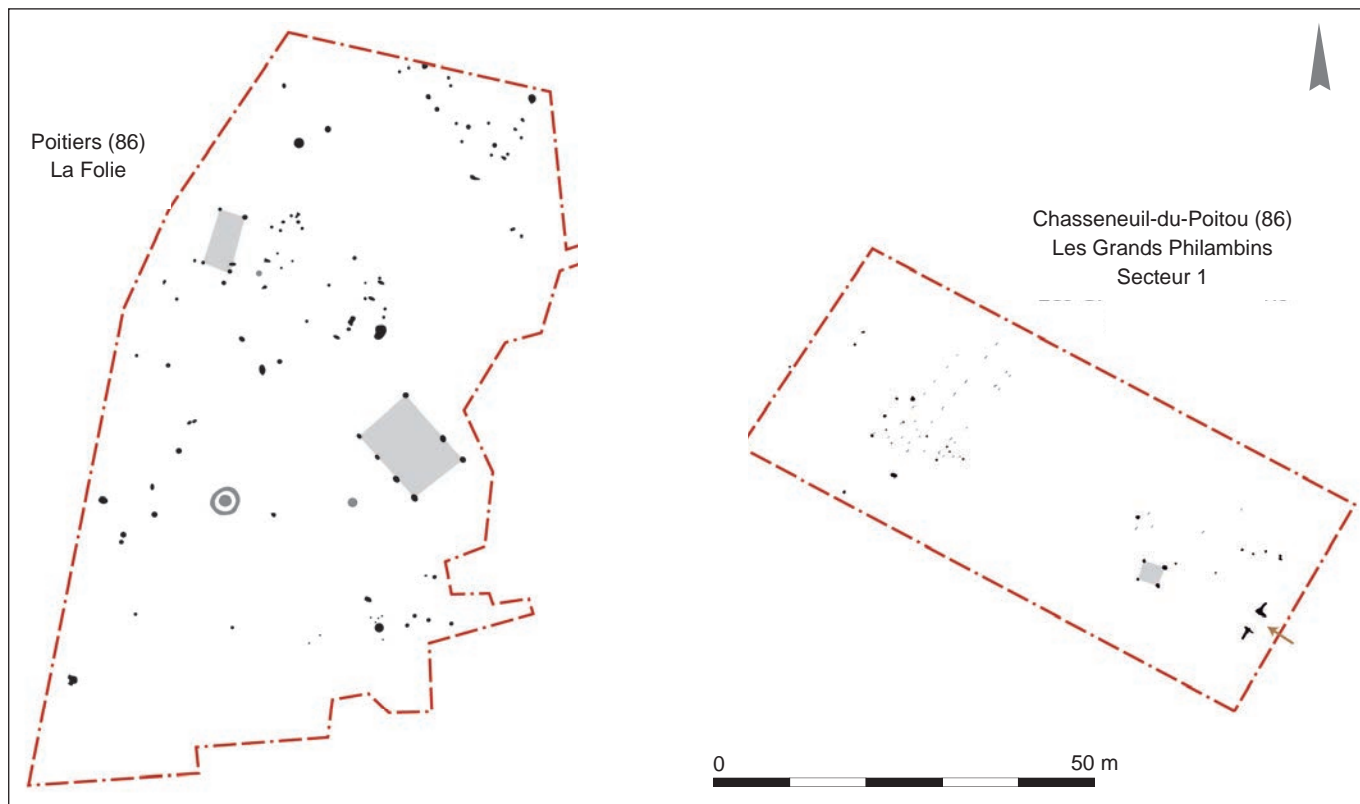 Poitiers (86)
La Folie
Chasseneuil-du-Poitou (86)
Les Grands Philambins
Secteur 1
0
50 m